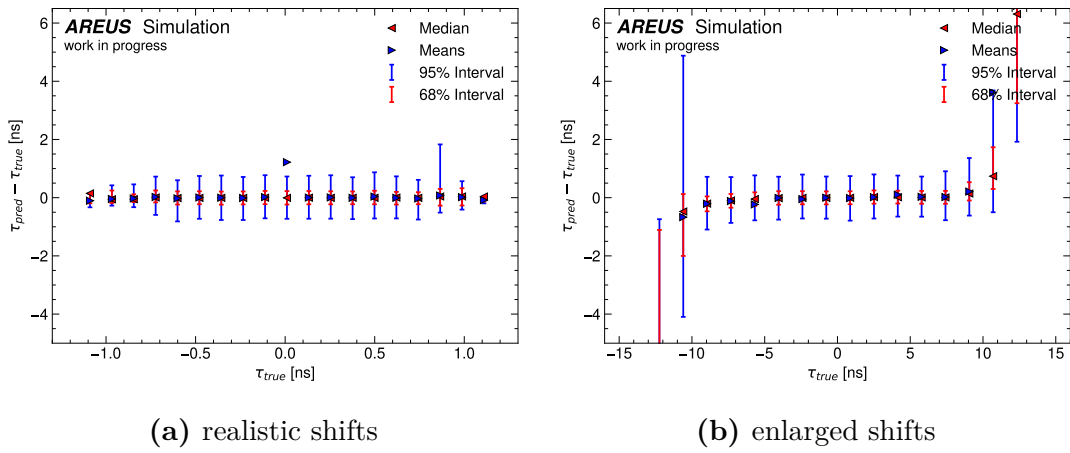 AREUS Simulation
work in progress
Median
Means
95% Interval
68% Interval
6
4
2
0
−2
−4
τpred − τtrue [ns]
−1.0 −0.5 0.0 0.5 1.0
τtrue [ns]
(a) realistic shifts
AREUS Simulation
work in progress
Median
Means
95% Interval
68% Interval
6
4
2
0
−2
−4
τpred − τtrue [ns]
−15 −10 −5 0 5 10 15
τtrue [ns]
(b) enlarged shifts